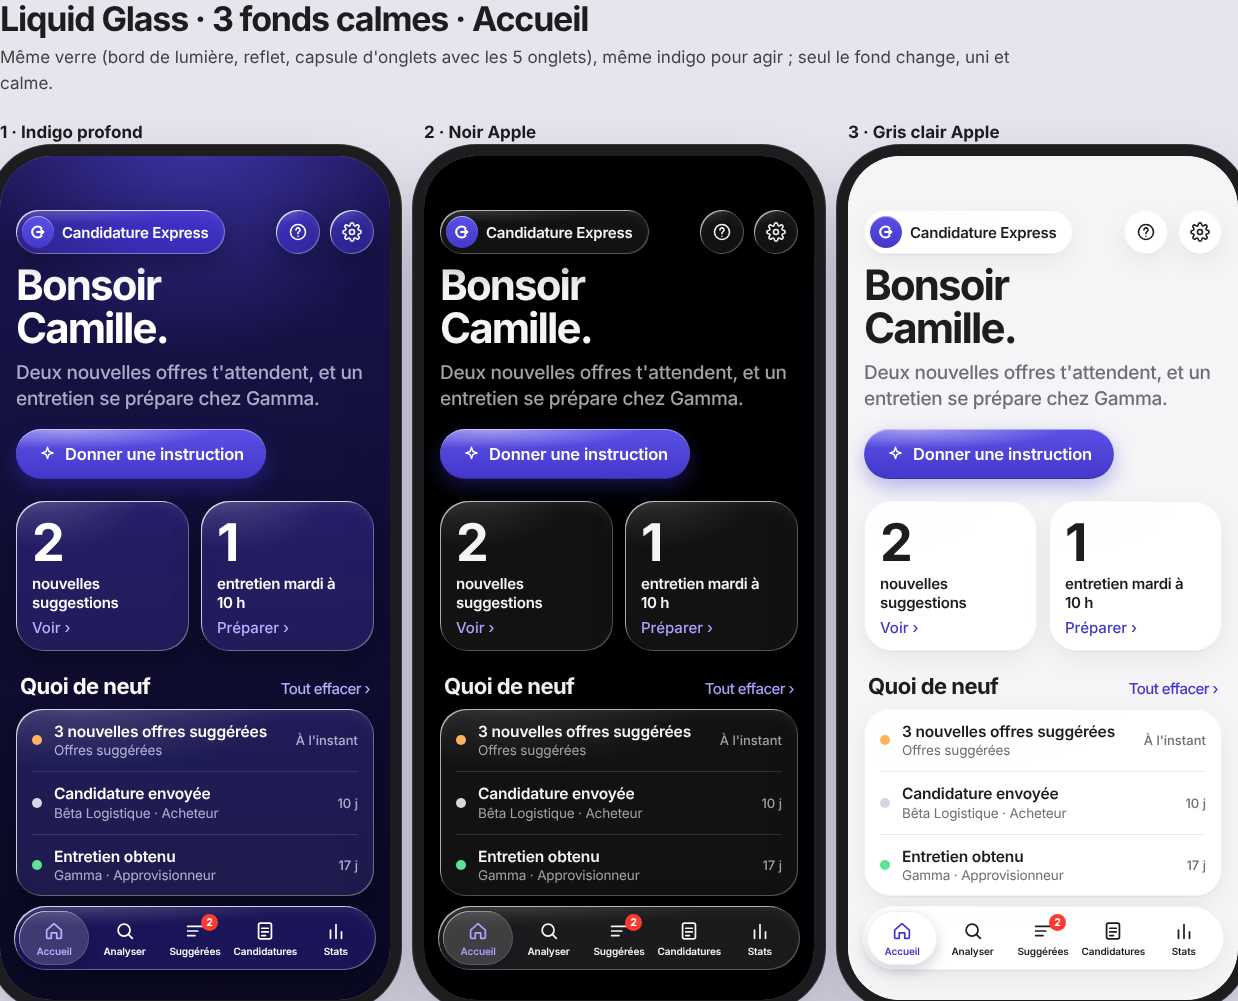 Liquid Glass · 3 fonds calmes · Accueil
Même verre (bord de lumière, reflet, capsule d'onglets avec les 5 onglets), même indigo pour agir ; seul le fond change, uni et
calme.
1 · Indigo profond
Candidature Express
Bonsoir
Camille.
Deux nouvelles offres t'attendent, et un
entretien se prépare chez Gamma.
Donner une instruction
2
nouvelles
suggestions
Voir ›
1
entretien mardi à
10 h
Préparer ›
Quoi de neuf
Tout effacer ›
3 nouvelles offres suggérées
À l'instant
Offres suggérées
Candidature envoyée
10 j
Bêta Logistique · Acheteur
Entretien obtenu
17 j
Gamma · Approvisionneur
2
Accueil
Analyser
Suggérées
Candidatures
Stats
2 · Noir Apple
Candidature Express
Bonsoir
Camille.
Deux nouvelles offres t'attendent, et un
entretien se prépare chez Gamma.
Donner une instruction
2
nouvelles
suggestions
Voir ›
1
entretien mardi à
10 h
Préparer ›
Quoi de neuf
Tout effacer ›
3 nouvelles offres suggérées
À l'instant
Offres suggérées
Candidature envoyée
10 j
Bêta Logistique · Acheteur
Entretien obtenu
17 j
Gamma · Approvisionneur
2
Accueil
Analyser
Suggérées
Candidatures
Stats
3 · Gris clair Apple
Candidature Express
Bonsoir
Camille.
Deux nouvelles offres t'attendent, et un
entretien se prépare chez Gamma.
Donner une instruction
2
nouvelles
suggestions
Voir ›
1
entretien mardi à
10 h
Préparer ›
Quoi de neuf
Tout effacer ›
3 nouvelles offres suggérées
À l'instant
Offres suggérées
Candidature envoyée
10 j
Bêta Logistique · Acheteur
Entretien obtenu
17 j
Gamma · Approvisionneur
2
Accueil
Analyser
Suggérées
Candidatures
Stats